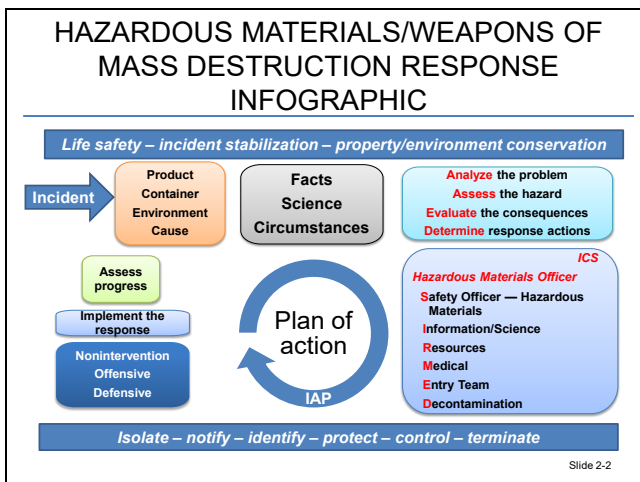 HAZARDOUS MATERIALS/WEAPONS OF
MASS DESTRUCTION RESPONSE
INFOGRAPHIC
Life safety – incident stabilization – property/environment conservation
Incident
Product
Container
Environment
Cause
Facts
Science
Circumstances
Analyze the problem
Assess the hazard
Evaluate the consequences
Determine response actions
Assess
progress
Implement the
response
Nonintervention
Offensive
Defensive
Plan of
action
IAP
ICS
Hazardous Materials Officer
Safety Officer — Hazardous
Materials
Information/Science
Resources
Medical
Entry Team
Decontamination
Isolate – notify – identify – protect – control – terminate
Slide 2-2